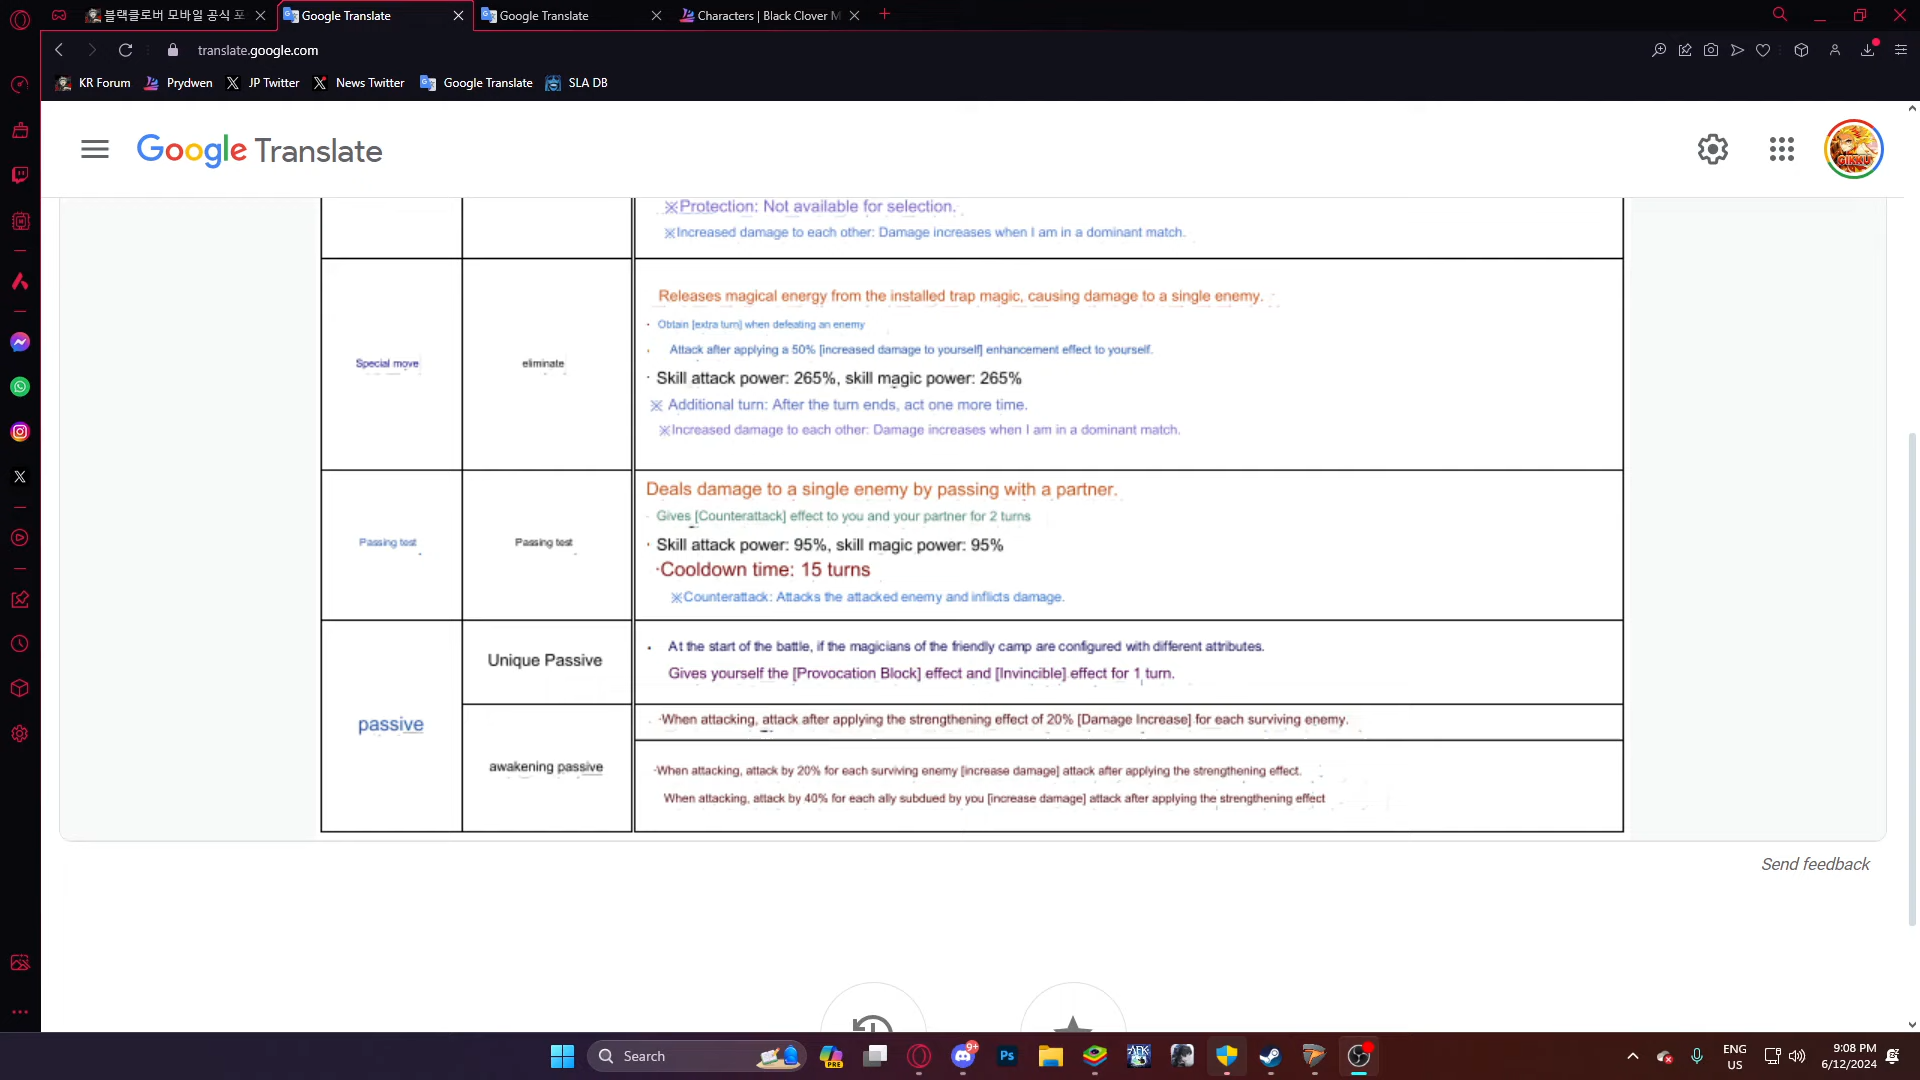 블랙클로버 모바일 공식 포
Google Translate
Google Translate
Characters | Black Clover M
translate.google.com
KR Forum
Prydwen
JP Twitter
News Twitter
Google Translate
SLA DB
Google Translate
GIKKU
※Protection: Not available for selection.
※Increased damage to each other: Damage increases when I am in a dominant match.
Special move
eliminate
Releases magical energy from the installed trap magic, causing damage to a single enemy.
· Obtain [extra turn] when defeating an enemy
· Attack after applying a 50% [increased damage to yourself] enhancement effect to yourself.
· Skill attack power: 265%, skill magic power: 265%
※ Additional turn: After the turn ends, act one more time.
※Increased damage to each other: Damage increases when I am in a dominant match.
Passing test
Passing test
Deals damage to a single enemy by passing with a partner.
· Gives [Counterattack] effect to you and your partner for 2 turns
· Skill attack power: 95%, skill magic power: 95%
·Cooldown time: 15 turns
※Counterattack: Attacks the attacked enemy and inflicts damage.
passive
Unique Passive
· At the start of the battle, if the magicians of the friendly camp are configured with different attributes.
Gives yourself the [Provocation Block] effect and [Invincible] effect for 1 turn.
awakening passive
·When attacking, attack after applying the strengthening effect of 20% [Damage Increase] for each surviving enemy.
·When attacking, attack by 20% for each surviving enemy [increase damage] attack after applying the strengthening effect.
When attacking, attack by 40% for each ally subdued by you [increase damage] attack after applying the strengthening effect
Send feedback
Search
PRE
9+
Ps
AFK
ENG
US
9:08 PM
6/12/2024